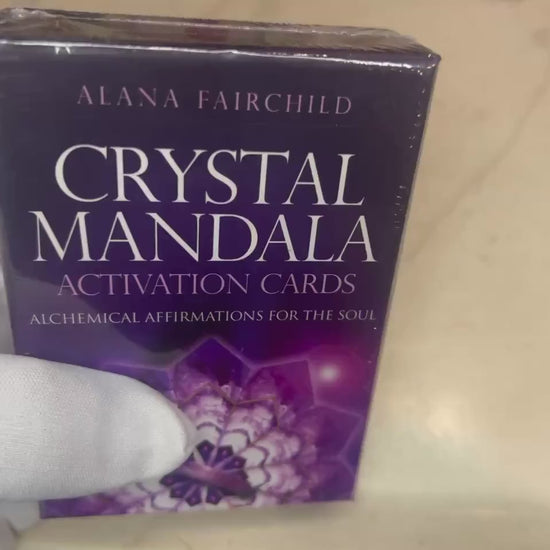 ALANA FAIRCHILD
CRYSTAL
MANDALA
ACTIVATION CARDS
ALCHEMICAL AFFIRMATIONS FOR THE SOUL